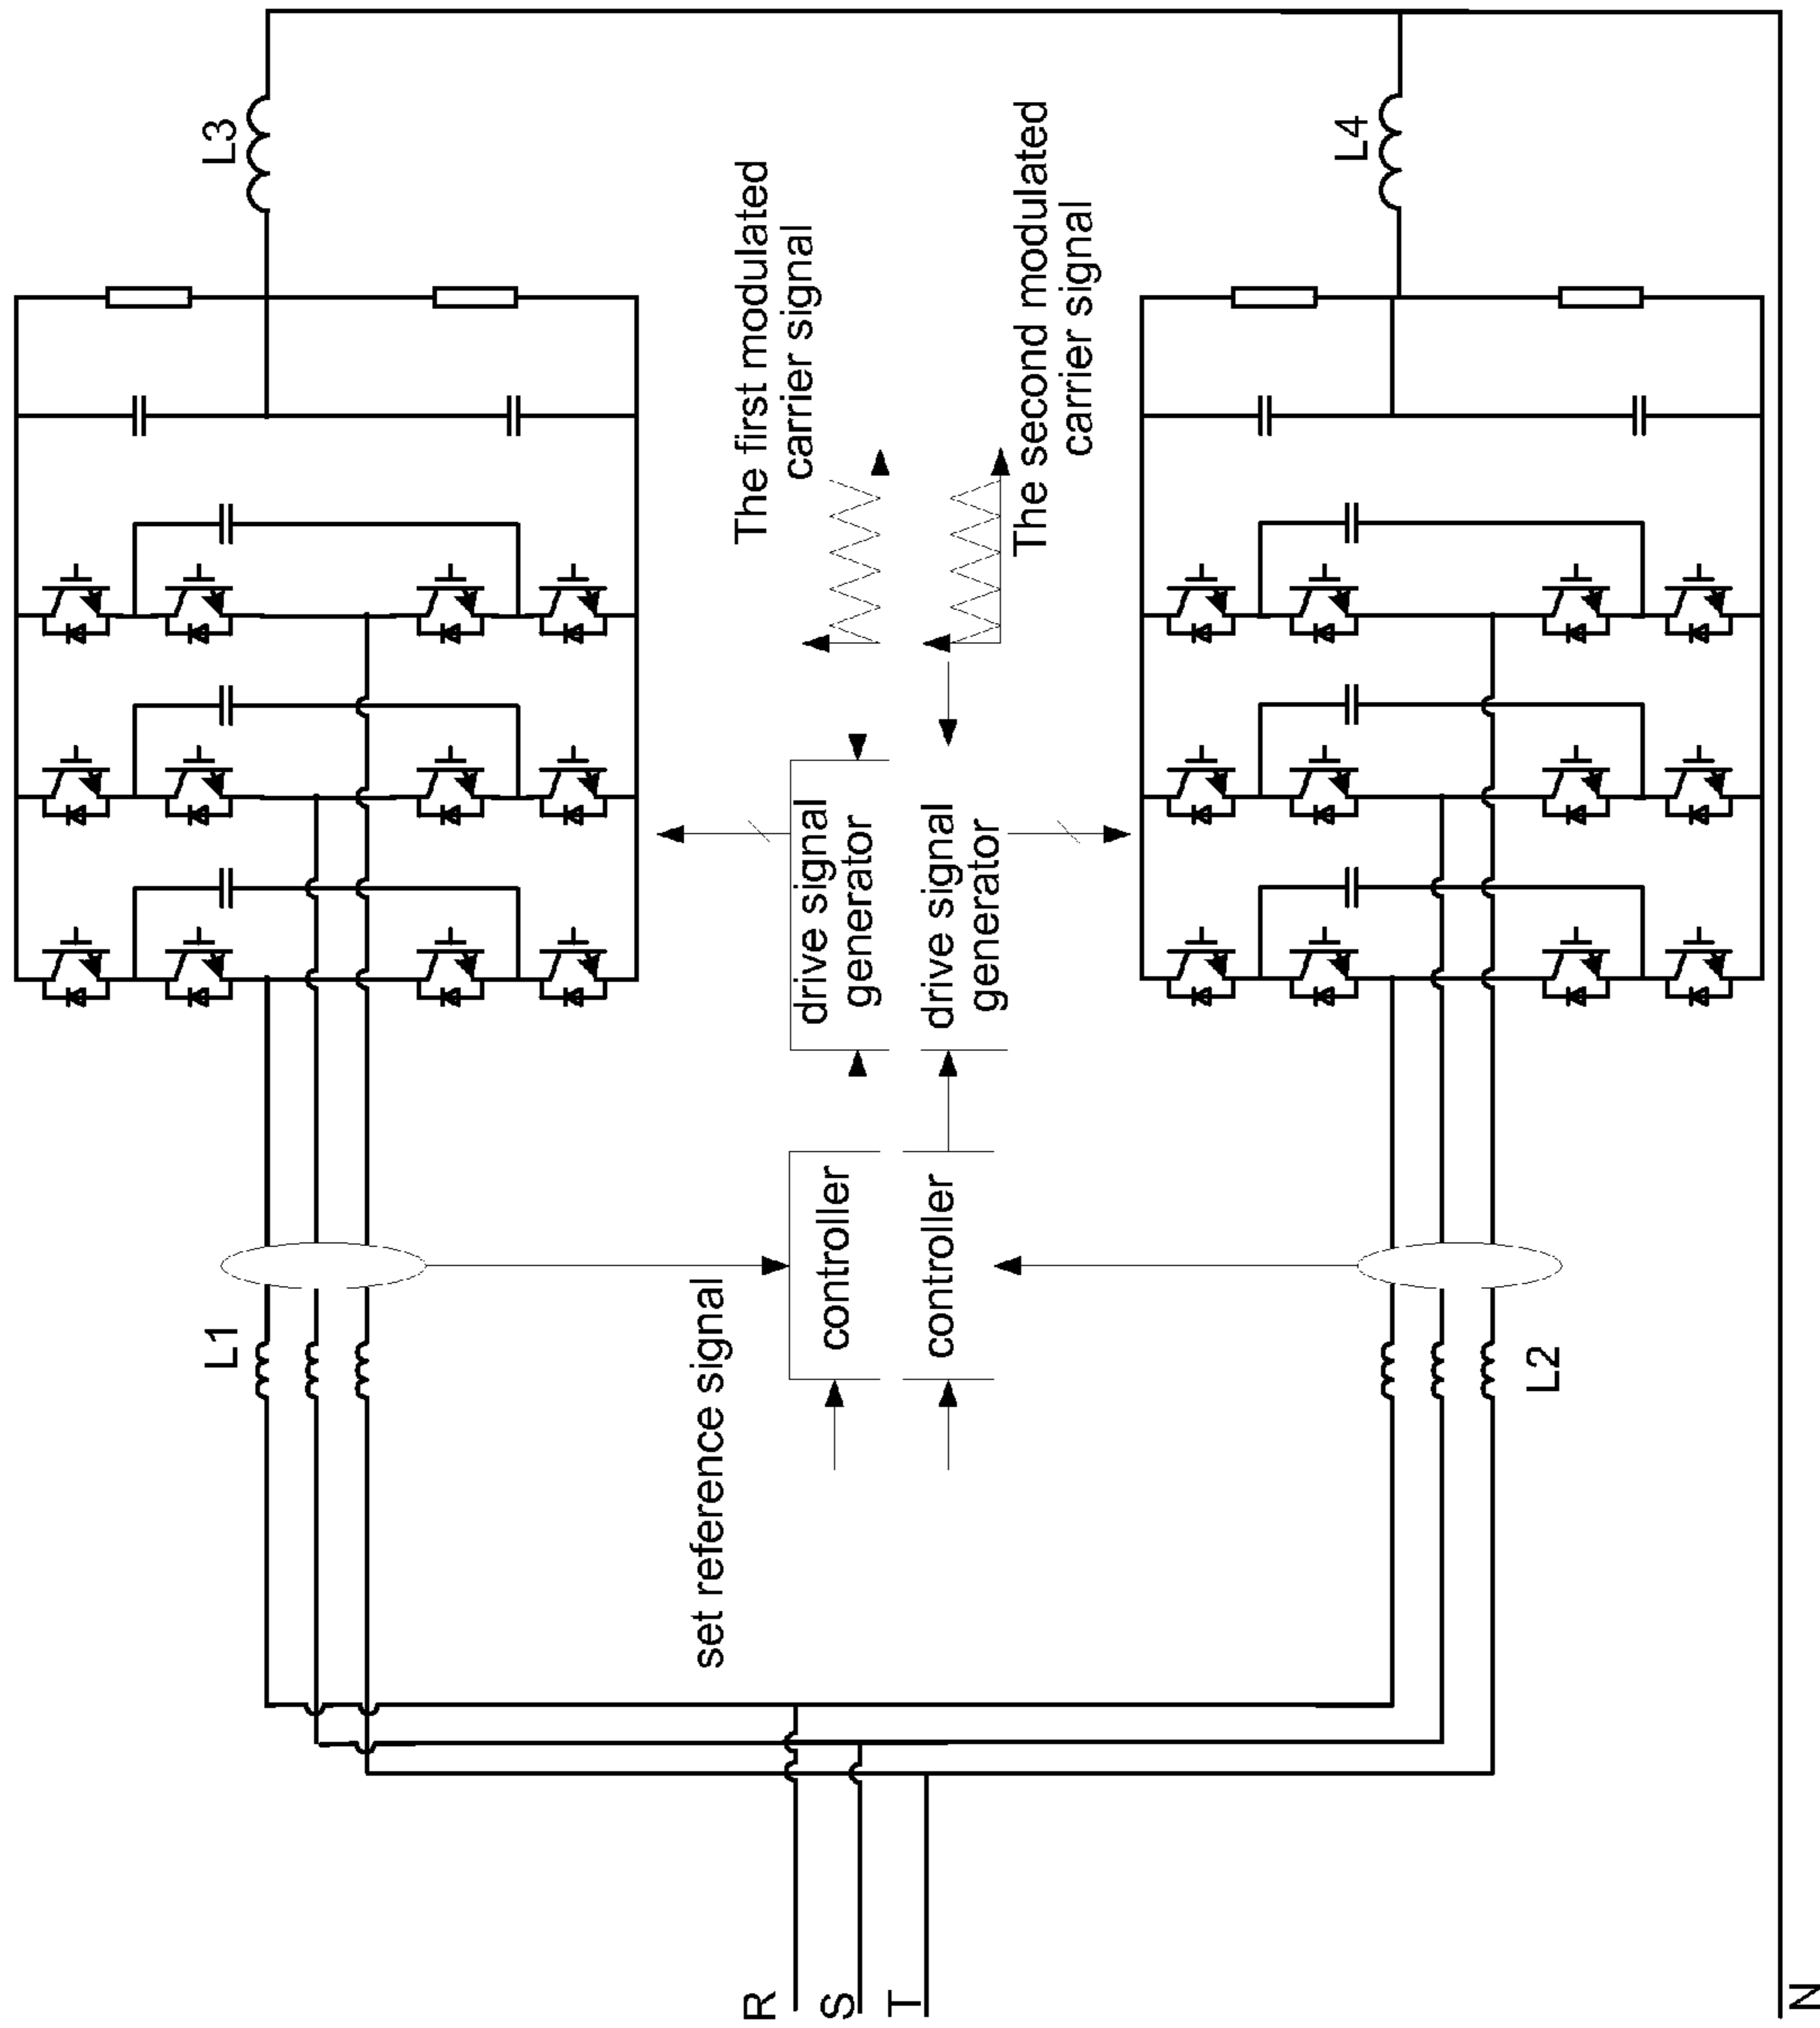 L3
L4
The first modulated
carrier signal
The second modulated
carrier signal
drive signal
generator
drive signal
generator
controller
controller
set reference signal
L1
L2
R
S
T
N